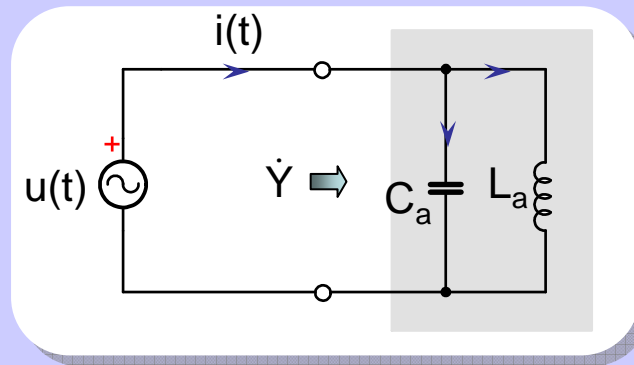 i(t)
+
u(t)
Ẏ
Cₐ
Lₐ